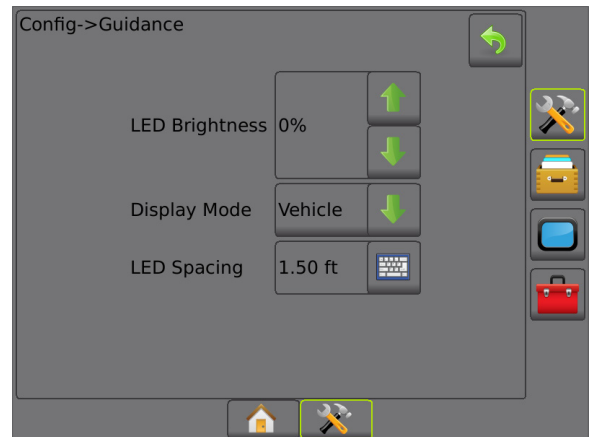 Config->Guidance
LED Brightness 0%
Display Mode Vehicle
LED Spacing 1.50 ft